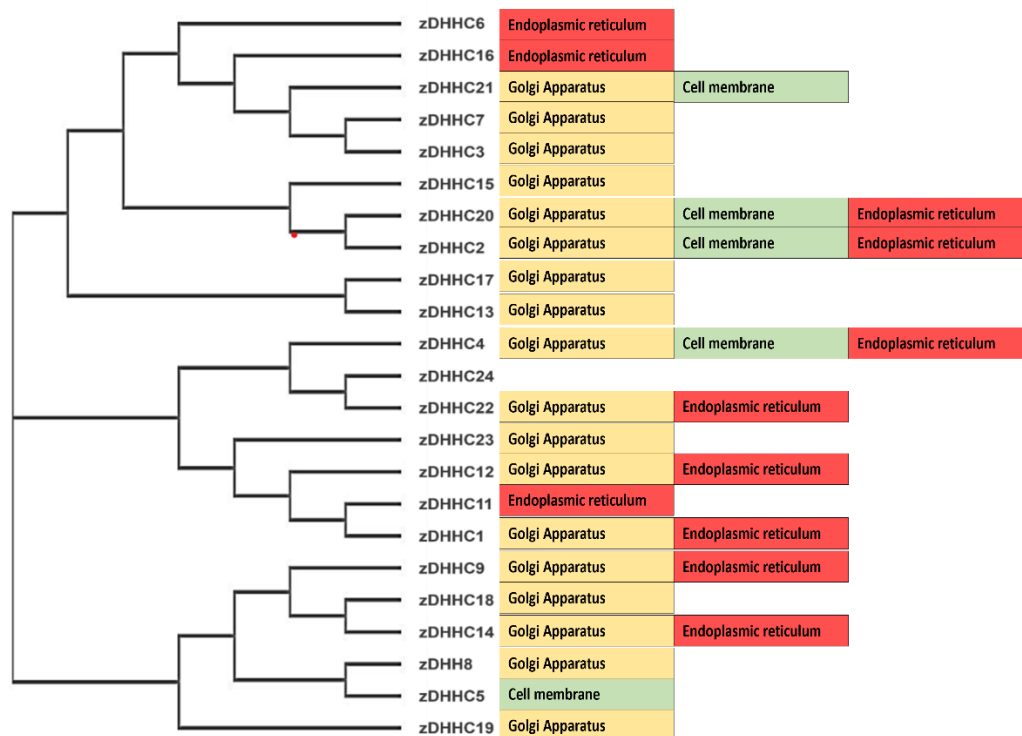 zDHHC6 Endoplasmic reticulum
zDHHC16 Endoplasmic reticulum
zDHHC21 Golgi Apparatus Cell membrane
zDHHC7 Golgi Apparatus
zDHHC3 Golgi Apparatus
zDHHC15 Golgi Apparatus
zDHHC20 Golgi Apparatus Cell membrane Endoplasmic reticulum
zDHHC2 Golgi Apparatus Cell membrane Endoplasmic reticulum
zDHHC17 Golgi Apparatus
zDHHC13 Golgi Apparatus
zDHHC4 Golgi Apparatus Cell membrane Endoplasmic reticulum
zDHHC24
zDHHC22 Golgi Apparatus Endoplasmic reticulum
zDHHC23 Golgi Apparatus
zDHHC12 Golgi Apparatus Endoplasmic reticulum
zDHHC11 Endoplasmic reticulum
zDHHC1 Golgi Apparatus Endoplasmic reticulum
zDHHC9 Golgi Apparatus Endoplasmic reticulum
zDHHC18 Golgi Apparatus
zDHHC14 Golgi Apparatus Endoplasmic reticulum
zDHH8 Golgi Apparatus
zDHHC5 Cell membrane
zDHHC19 Golgi Apparatus